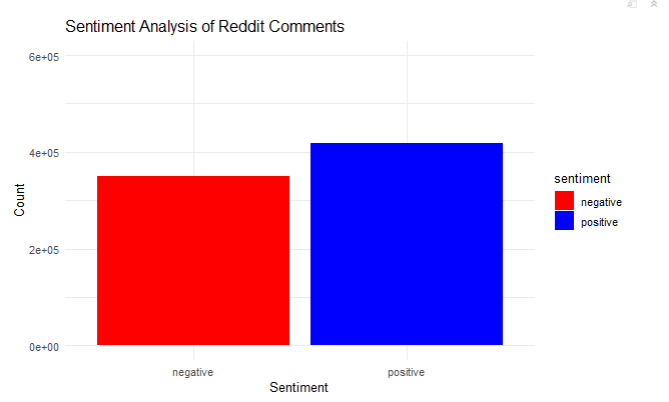 Sentiment Analysis of Reddit Comments
6e+05
4e+05
2e+05
0e+00
Count
negative
positive
Sentiment
sentiment
negative
positive